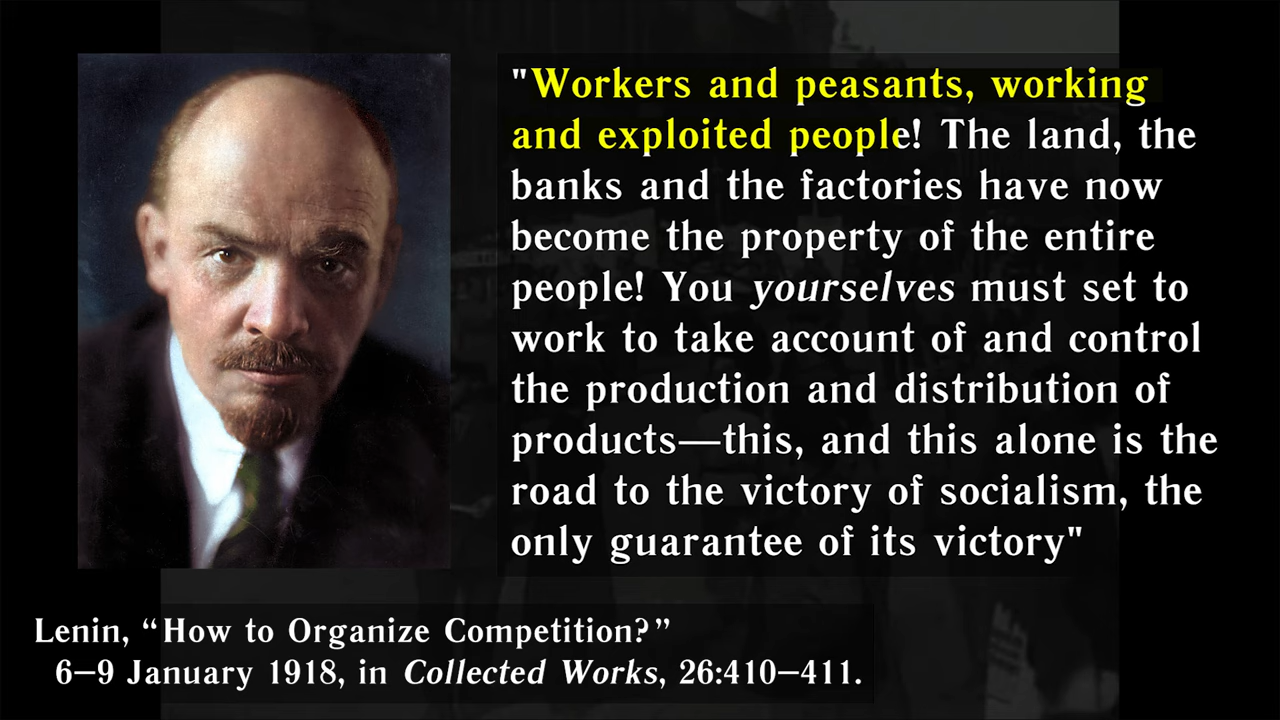 "Workers and peasants, working
and exploited people! The land, the
banks and the factories have now
become the property of the entire
people! You yourselves must set to
work to take account of and control
the production and distribution of
products—this, and this alone is the
road to the victory of socialism, the
only guarantee of its victory"
Lenin, “How to Organize Competition?”
6–9 January 1918, in Collected Works, 26:410–411.